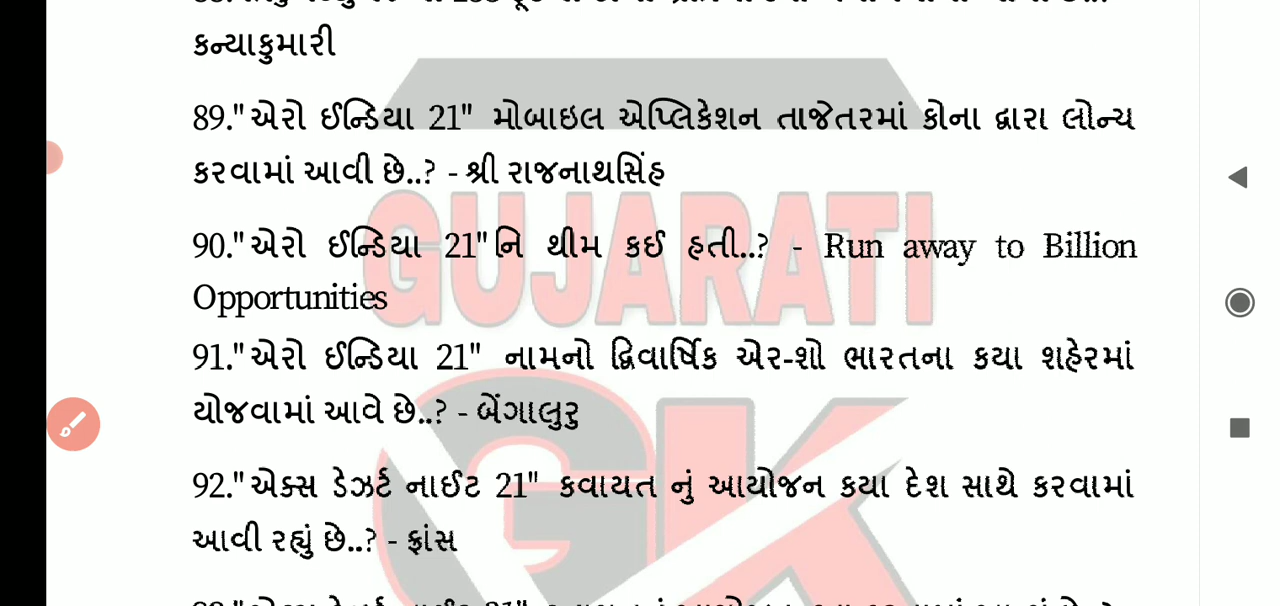 કન્યાકુમારી
89."એરો ઈન્ડિયા 21" મોબાઇલ એપ્લિકેશન તાજેતરમાં કોના દ્વારા લોન્ચ
કરવામાં આવી છે..? - શ્રી રાજનાથસિંહ
90."એરો ઈન્ડિયા 21"નિ થીમ કઈ હતી..? - Run away to Billion
Opportunities
91."એરો ઈન્ડિયા 21" નામનો દ્વિવાર્ષિક એર-શો ભારતના કયા શહેરમાં
યોજવામાં આવે છે..? - બેંગાલુરુ
92."એક્સ ડેઝર્ટ નાઈટ 21" કવાયત નું આયોજન કયા દેશ સાથે કરવામાં
આવી રહ્યું છે..? - ફ્રાંસ
GUJARATI
GK